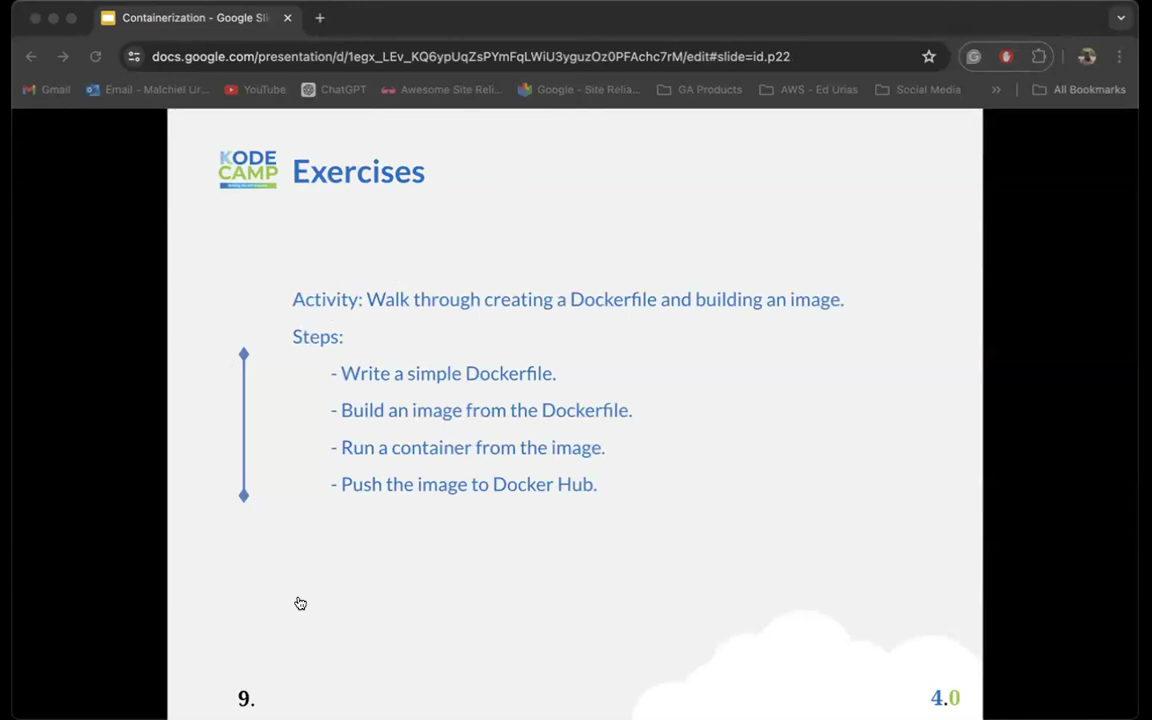 Containerization - Google Sli
docs.google.com/presentation/d/1egx_LEv_KQ6ypUqZsPYmFqLWiU3yguzOz0PFAchc7rM/edit#slide=id.p22
Gmail
Email - Malchiel Ur...
YouTube
ChatGPT
Awesome Site Reli...
Google - Site Relia...
GA Products
AWS - Ed Urias
Social Media
»
All Bookmarks
KODE
CAMP
Exercises
Activity: Walk through creating a Dockerfile and building an image.
Steps:
- Write a simple Dockerfile.
- Build an image from the Dockerfile.
- Run a container from the image.
- Push the image to Docker Hub.
9.
4.0